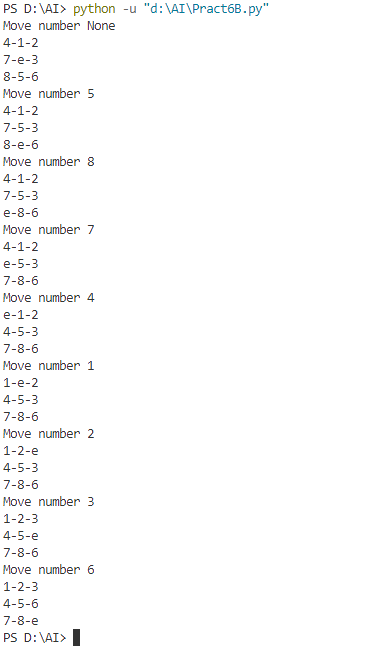 PS D:\AI> python -u "d:\AI\Pract6B.py"
Move number None
4-1-2
7-e-3
8-5-6
Move number 5
4-1-2
7-5-3
8-e-6
Move number 8
4-1-2
7-5-3
e-8-6
Move number 7
4-1-2
e-5-3
7-8-6
Move number 4
e-1-2
4-5-3
7-8-6
Move number 1
1-e-2
4-5-3
7-8-6
Move number 2
1-2-e
4-5-3
7-8-6
Move number 3
1-2-3
4-5-e
7-8-6
Move number 6
1-2-3
4-5-6
7-8-e
PS D:\AI>